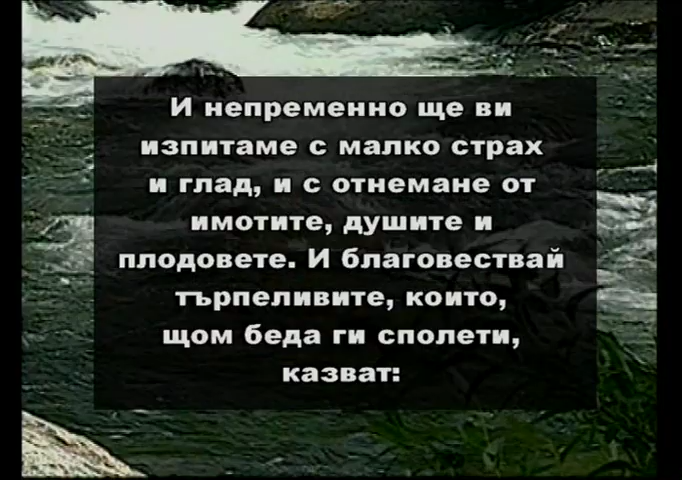 И непременно ще ви
изпитаме с малко страх
и глад, и с отнемане от
имотите, душите и
плодовете. И благовествай
търпеливите, които,
щом беда ги сполети,
казват: